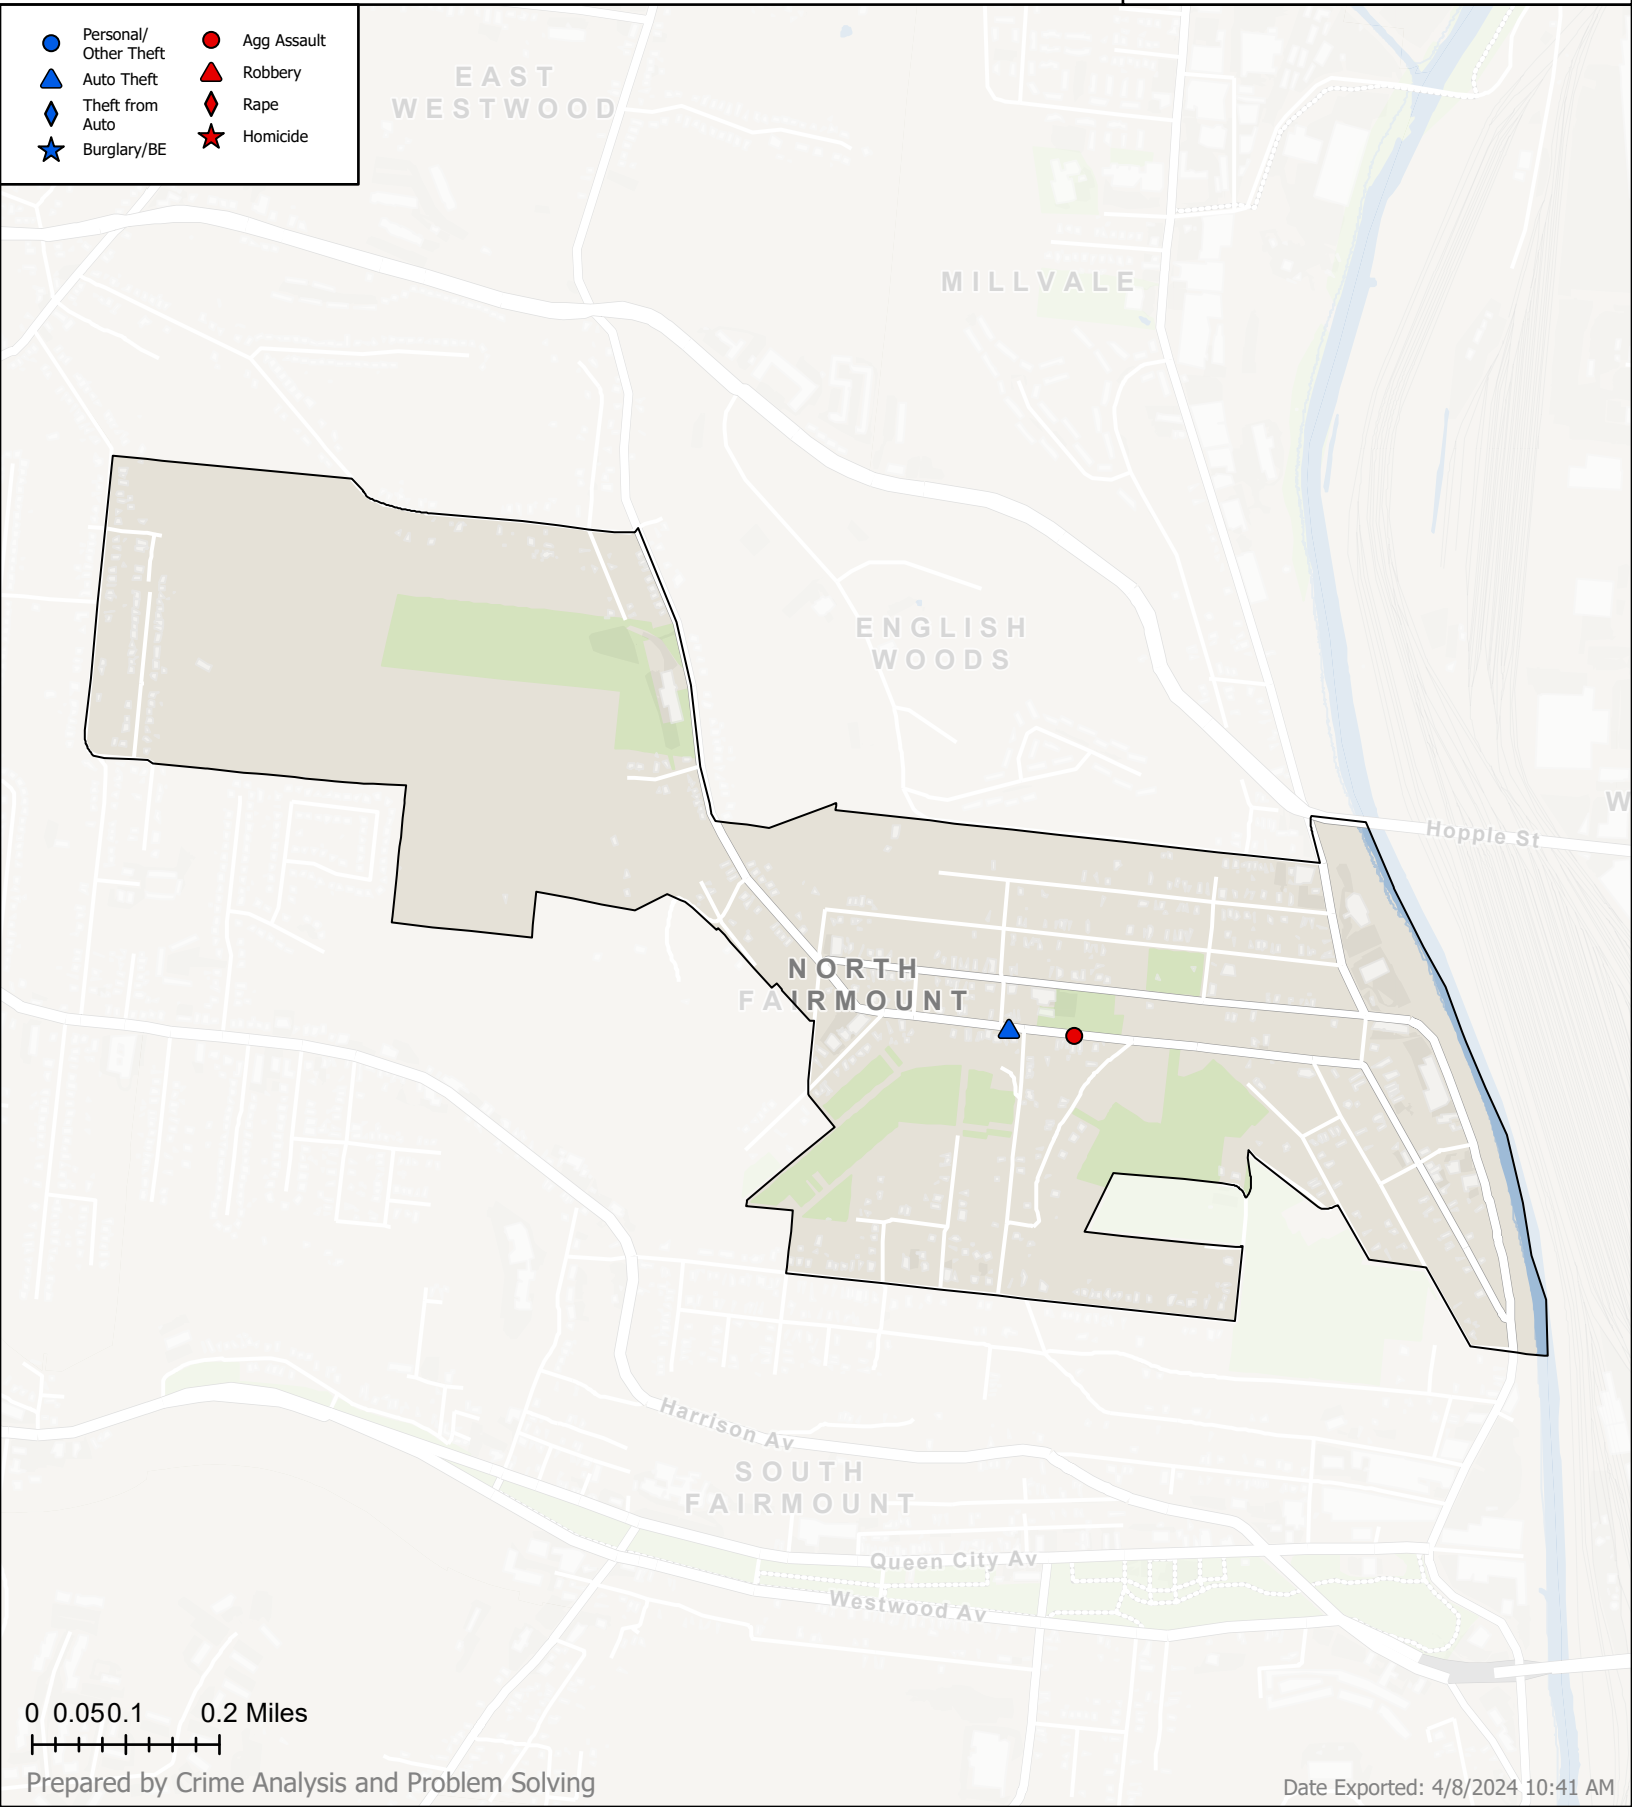 Personal/
Other Theft
Auto Theft
Theft from
Auto
Burglary/BE
Agg Assault
Robbery
Rape
Homicide
EAST
WESTWOOD
MILLVALE
ENGLISH
WOODS
W
Hopple St
NORTH
FAIRMOUNT
Harrison Av
SOUTH
FAIRMOUNT
Queen City Av
Westwood Av
0 0.05 0.1 0.2 Miles
Prepared by Crime Analysis and Problem Solving
Date Exported: 4/8/2024 10:41 AM